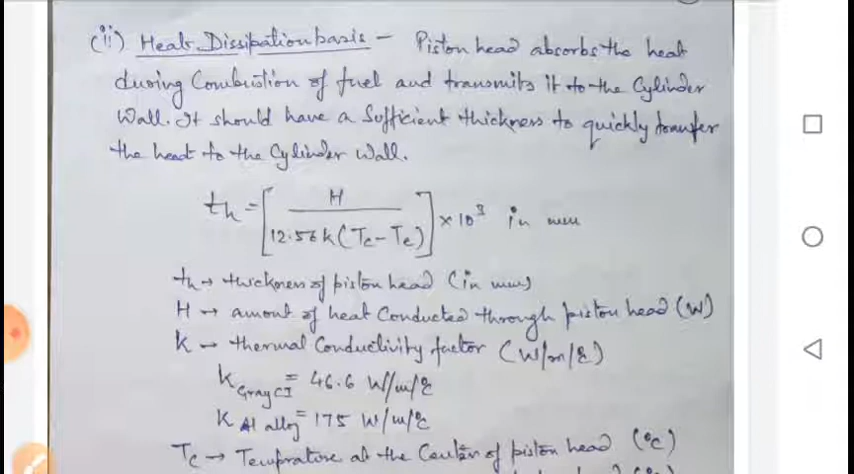 (ii) Heat Dissipation basis – Piston head absorbs the heat
during Combustion of fuel and transmits it to the Cylinder
Wall. It should have a Sufficient thickness to quickly transfer
the heat to the Cylinder Wall.
th = [ H / 12.56 k (Tc - Te) ] × 10³ in mm
th → thickness of piston head (in mm)
H → amount of heat Conducted through piston head (W)
K → thermal Conductivity factor (W/m/°C)
K Gray CI = 46.6 W/m/°C
K Al alloy = 175 W/m/°C
Tc → Temprature at the Center of piston head (°C)